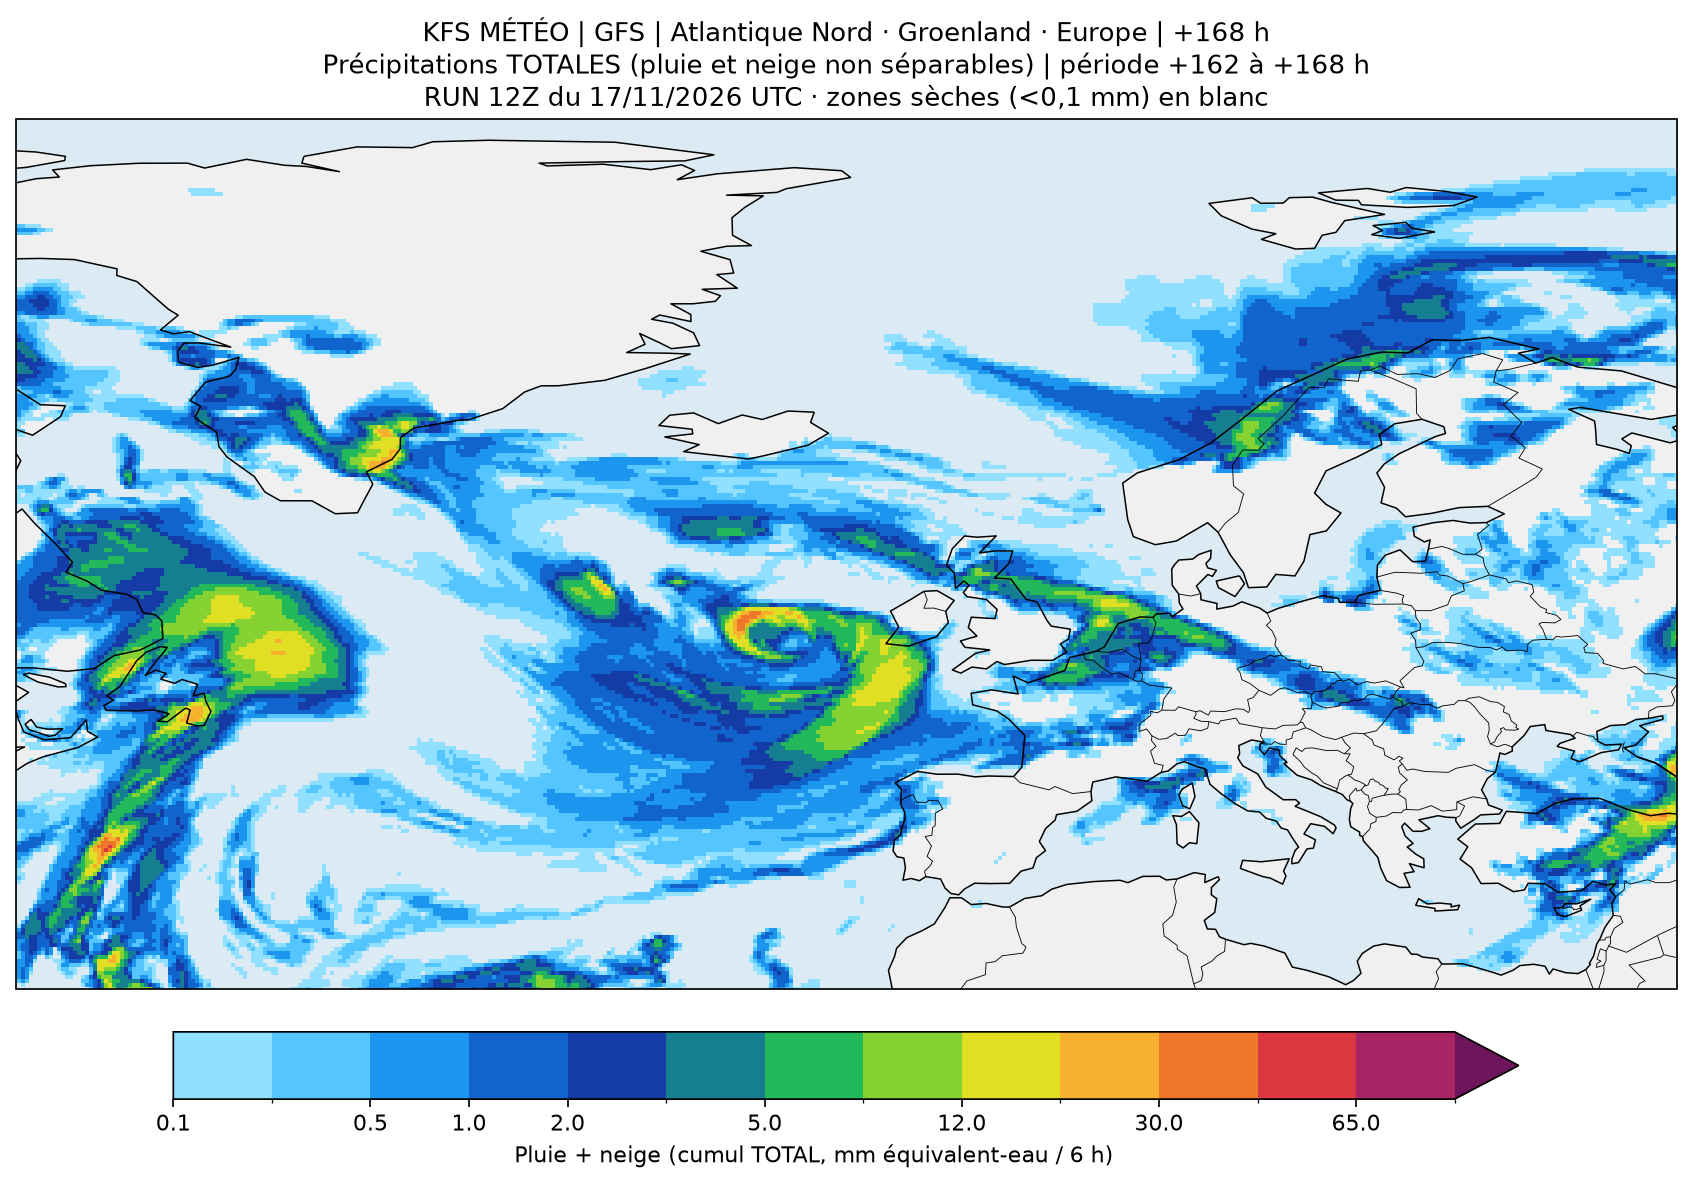 KFS MÉTÉO | GFS | Atlantique Nord · Groenland · Europe | +168 h
Précipitations TOTALES (pluie et neige non séparables) | période +162 à +168 h
RUN 12Z du 17/11/2026 UTC · zones sèches (<0,1 mm) en blanc
0.1 0.5 1.0 2.0 5.0 12.0 30.0 65.0
Pluie + neige (cumul TOTAL, mm équivalent-eau / 6 h)